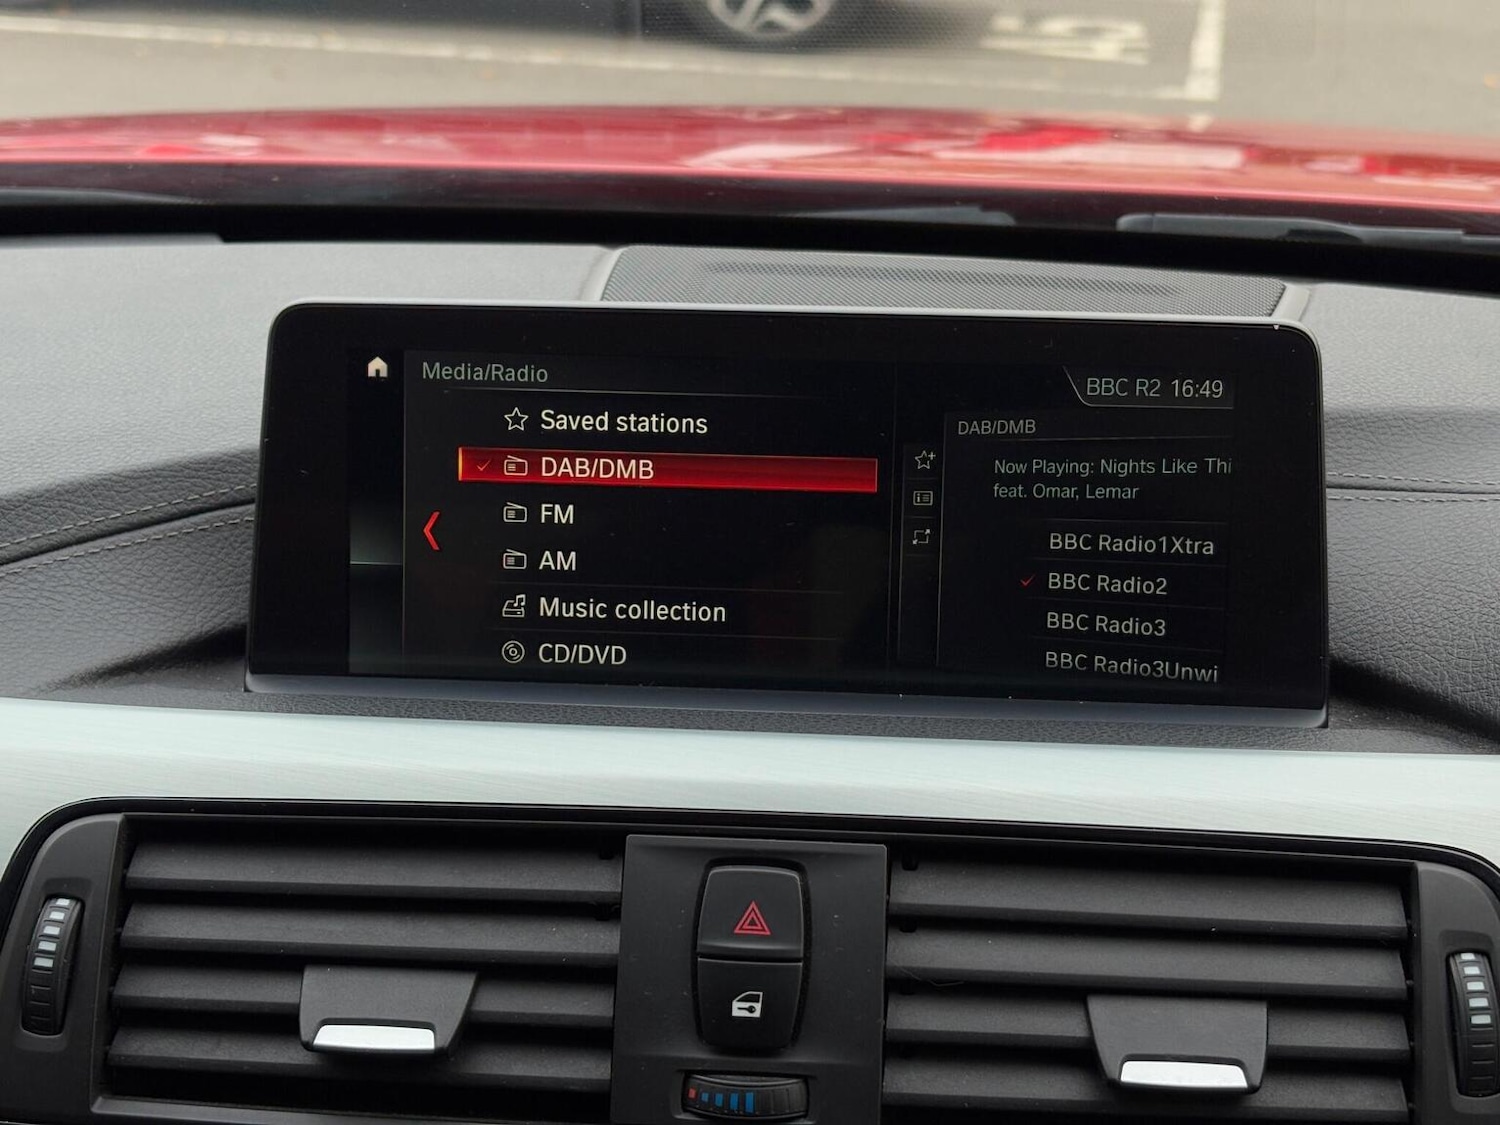 Media/Radio
BBC R2 16:49
Saved stations
DAB/DMB
FM
AM
Music collection
CD/DVD
DAB/DMB
Now Playing: Nights Like Thi
feat. Omar, Lemar
BBC Radio1Xtra
BBC Radio2
BBC Radio3
BBC Radio3Unwi